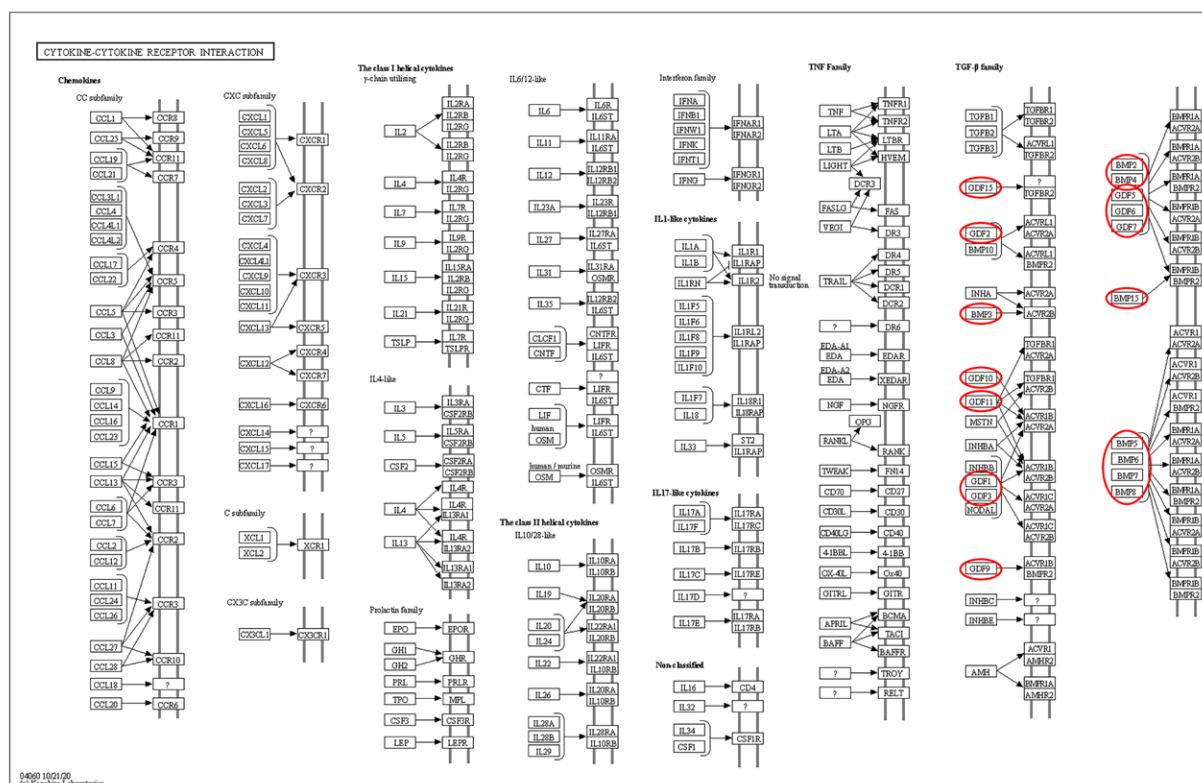 CYTOKINE-CYTOKINE RECEPTOR INTERACTION
Chemokines
CC subfamily
CCL1
CCR8
CCL25
CCR9
CCL19
CCR11
CCL21
CCR7
CCL3L1
CCL4
CCL4L1
CCL4L2
CCR4
CCL17
CCL22
CCR5
CCL5
CCR3
CCL3
CCR11
CCL8
CCR2
CCL9
CCL14
CCL16
CCL23
CCR1
CCL15
CCL13
CCR3
CCL6
CCL7
CCR11
CCL2
CCL12
CCR2
CCL11
CCL24
CCL26
CCR3
CCL27
CCL28
CCR10
CCL18
?
CCL20
CCR6
CXC subfamily
CXCL1
CXCL5
CXCL6
CXCL8
CXCR1
CXCL2
CXCL3
CXCL7
CXCR2
CXCL4
CXCL4L1
CXCL9
CXCL10
CXCL11
CXCR3
CXCL13
CXCR5
CXCL12
CXCR4
CXCR7
CXCL16
CXCR6
CXCL14
?
CXCL15
?
CXCL17
?
C subfamily
XCL1
XCL2
XCR1
CX3C subfamily
CX3CL1
CX3CR1
The class I helical cytokines
γ-chain utilising
IL2
IL2RA
IL2RB
IL2RG
IL2RB
IL2RG
IL4
IL4R
IL2RG
IL7
IL7R
IL2RG
IL9
IL9R
IL2RG
IL15
IL15RA
IL2RB
IL2RG
IL21
IL21R
IL2RG
TSLP
IL7R
TSLPR
IL4-like
IL3
IL3RA
CSF2RB
IL5
IL5RA
CSF2RB
CSF2
CSF2RA
CSF2RB
IL4
IL4R
IL4R
IL13RA1
IL13
IL4R
IL13RA2
IL13RA1
IL13RA2
Prolactin family
EPO
EPOR
GH1
GH2
GHR
PRL
PRLR
TPO
MPL
CSF3
CSF3R
LEP
LEPR
IL6/12-like
IL6
IL6R
IL6ST
IL11
IL11RA
IL6ST
IL12
IL12RB1
IL12RB2
IL23A
IL23R
IL12RB1
IL27
IL27RA
IL6ST
IL31
IL31RA
OSMR
IL35
IL12RB2
IL6ST
CLCF1
CNTF
CNTFR
LIFR
IL6ST
CTF
?
LIFR
IL6ST
LIF
human
OSM
LIFR
IL6ST
human / murine
OSM
OSMR
IL6ST
The class II helical cytokines
IL10/28-like
IL10
IL10RA
IL10RB
IL19
IL20RA
IL20RB
IL20
IL24
IL22RA1
IL20RB
IL22
IL22RA1
IL10RB
IL26
IL20RA
IL10RB
IL28A
IL28B
IL29
IL28RA
IL10RB
Interferon family
IFNA
IFNB1
IFNW1
IFNK
IFNT1
IFNAR1
IFNAR2
IFNG
IFNGR1
IFNGR2
IL1-like cytokines
IL1A
IL1B
IL1R1
IL1RAP
IL1RN
IL1R2
No signal
transduction
IL1F5
IL1F6
IL1F8
IL1F9
IL1F10
IL1RL2
IL1RAP
IL1F7
IL18
IL18R1
IL18RAP
IL33
ST2
IL1RAP
IL17-like cytokines
IL17A
IL17F
IL17RA
IL17RC
IL17B
IL17RB
IL17C
IL17RE
IL17D
?
IL17E
IL17RA
IL17RB
Non-classified
IL16
CD4
IL32
?
IL34
CSF1
CSF1R
TNF Family
TNF
TNFR1
LTA
TNFR2
LTB
LTBR
LIGHT
HVEM
DCR3
FASLG
FAS
VEGI
DR3
TRAIL
DR4
DR5
DCR1
DCR2
?
DR6
EDA-A1
EDA
EDAR
EDA-A2
EDA
XEDAR
NGF
NGFR
OPG
RANKL
RANK
TWEAK
FN14
CD70
CD27
CD30L
CD30
CD40LG
CD40
4-1BBL
4-1BB
OX-40L
Ox40
GITRL
GITR
APRIL
BCMA
BAFF
TACI
BAFFR
?
TROY
?
RELT
TGF-β family
TGFB1
TGFB2
TGFB3
TGFBR1
TGFBR2
ACVRL1
TGFBR2
GDF15
?
TGFBR2
GDF2
BMP10
ACVRL1
ACVR2A
ACVRL1
BMPR2
INHA
ACVR2A
BMP3
ACVR2B
TGFBR1
ACVR2A
GDF10
TGFBR1
ACVR2B
GDF11
MSTN
ACVR1B
ACVR2A
INHBA
INHBB
GDF1
GDF3
NODAL
ACVR1B
ACVR2B
ACVR1C
ACVR2A
ACVR1C
ACVR2B
GDF9
ACVR1B
BMPR2
INHBC
?
INHBE
?
AMH
ACVR1
AMHR2
BMPR1A
AMHR2
BMP2
BMP4
GDF5
GDF6
GDF7
BMP15
BMPR1A
ACVR2A
BMPR1A
ACVR2B
BMPR1A
BMPR2
BMPR1B
ACVR2A
BMPR1B
ACVR2B
BMPR1B
BMPR2
BMP5
BMP6
BMP7
BMP8
ACVR1
ACVR2A
ACVR1
ACVR2B
ACVR1
BMPR2
BMPR1A
ACVR2A
BMPR1A
ACVR2B
BMPR1A
BMPR2
BMPR1B
ACVR2A
BMPR1B
ACVR2B
BMPR1B
BMPR2
04060 10/21/20